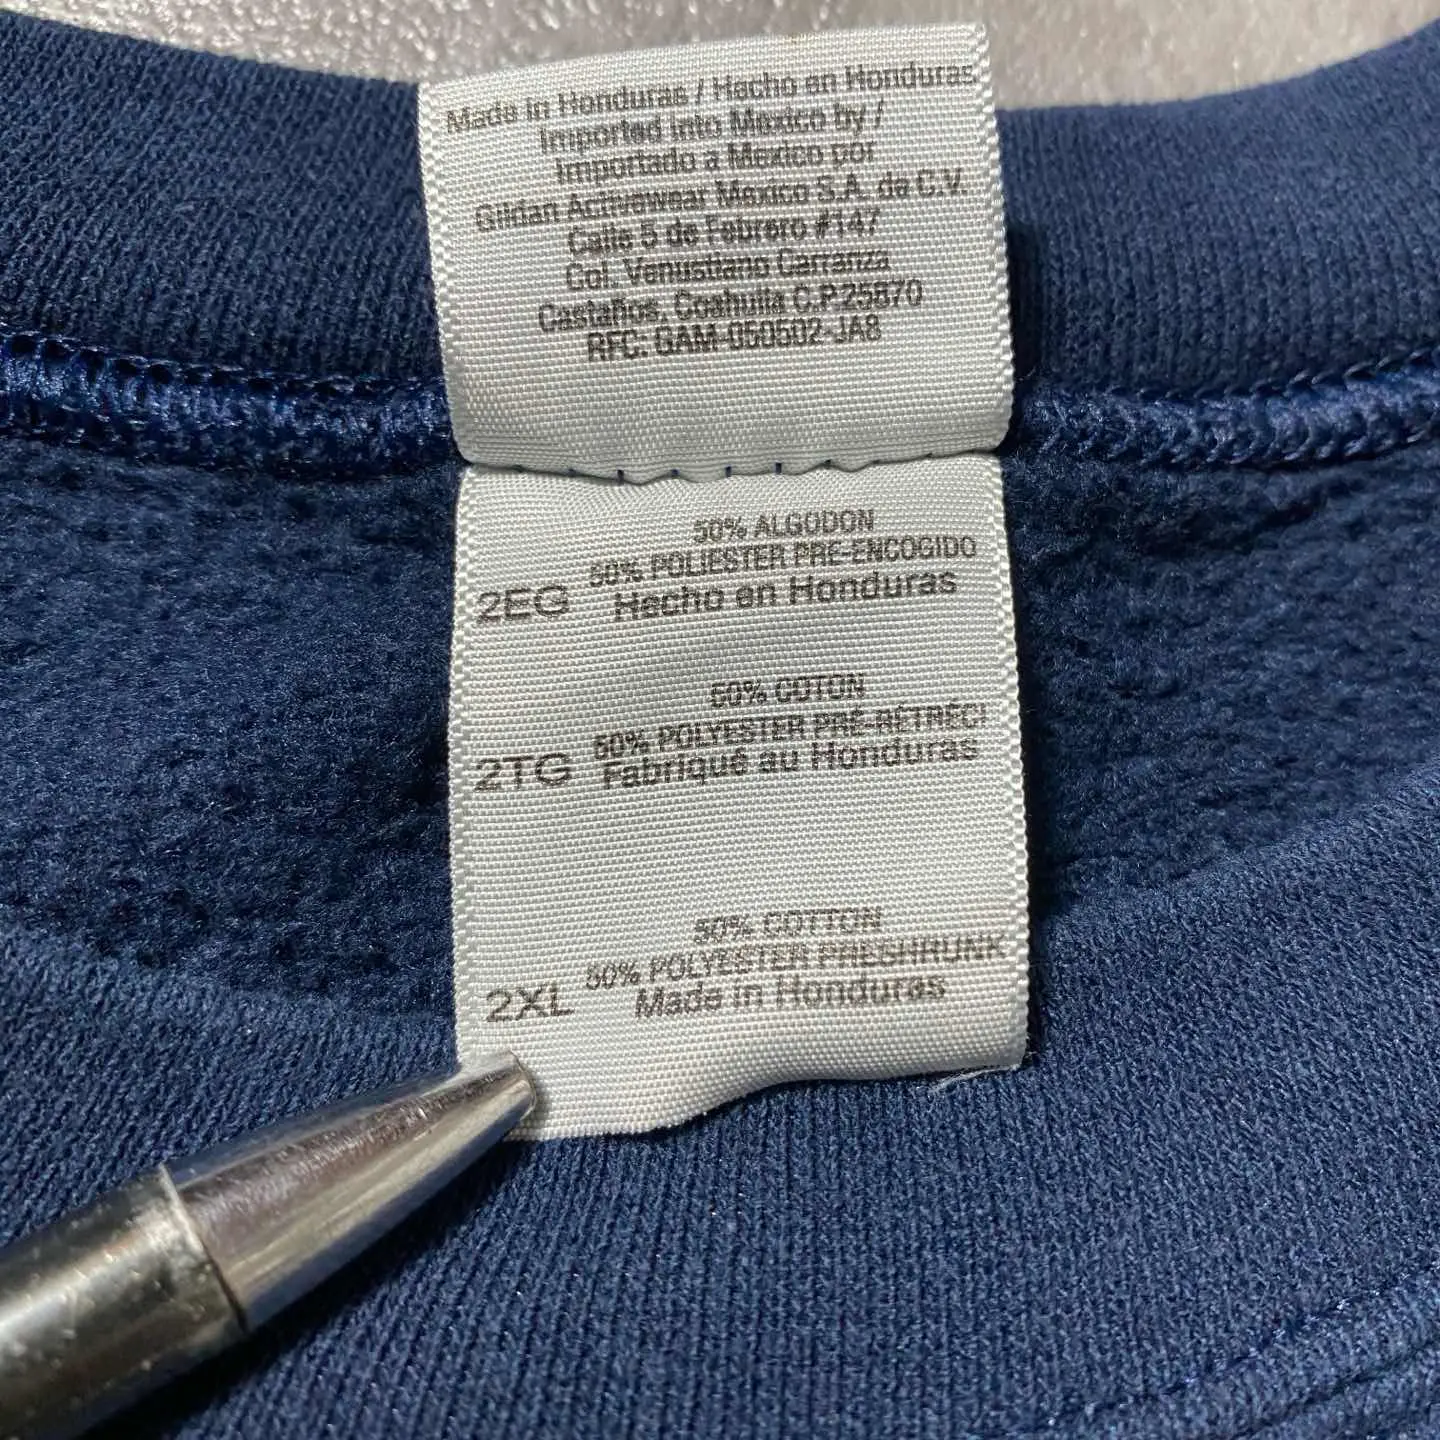 Made in Honduras / Hecho en Honduras
Imported into Mexico by /
Importado a Mexico por
Gildan Activewear Mexico S.A. de C.V.
Calle 5 de Febrero #147
Col. Venustiano Carranza
Castaños, Coahuila C.P.25870
RFC: GAM-050502-JA8
50% ALGODON
50% POLIESTER PRE-ENCOGIDO
2EG Hecho en Honduras
50% COTON
50% POLYESTER PRÉ-RÉTRÉCI
2TG Fabriqué au Honduras
50% COTTON
50% POLYESTER PRESHRUNK
2XL Made in Honduras